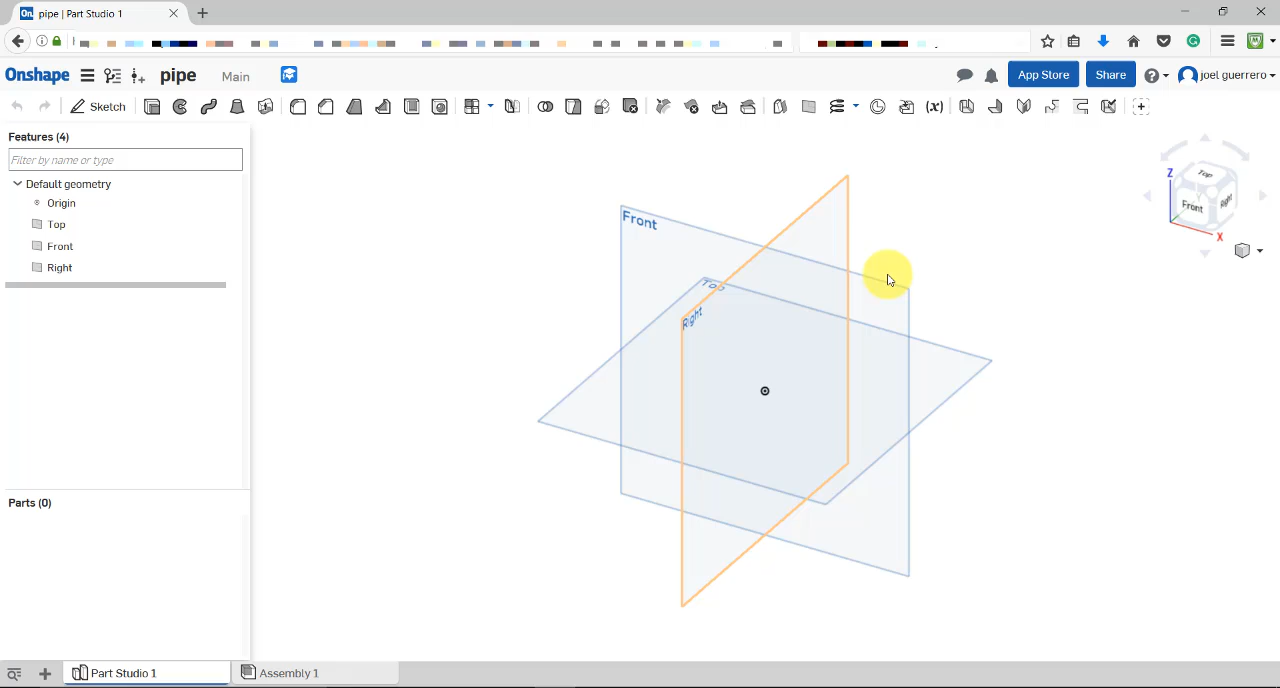 On pipe | Part Studio 1
Onshape
pipe
Main
App Store
Share
joel guerrero
Sketch
(x)
Features (4)
Filter by name or type
Default geometry
Origin
Top
Front
Right
Parts (0)
Front
Top
Right
Top
Front
Right
Z
X
Part Studio 1
Assembly 1